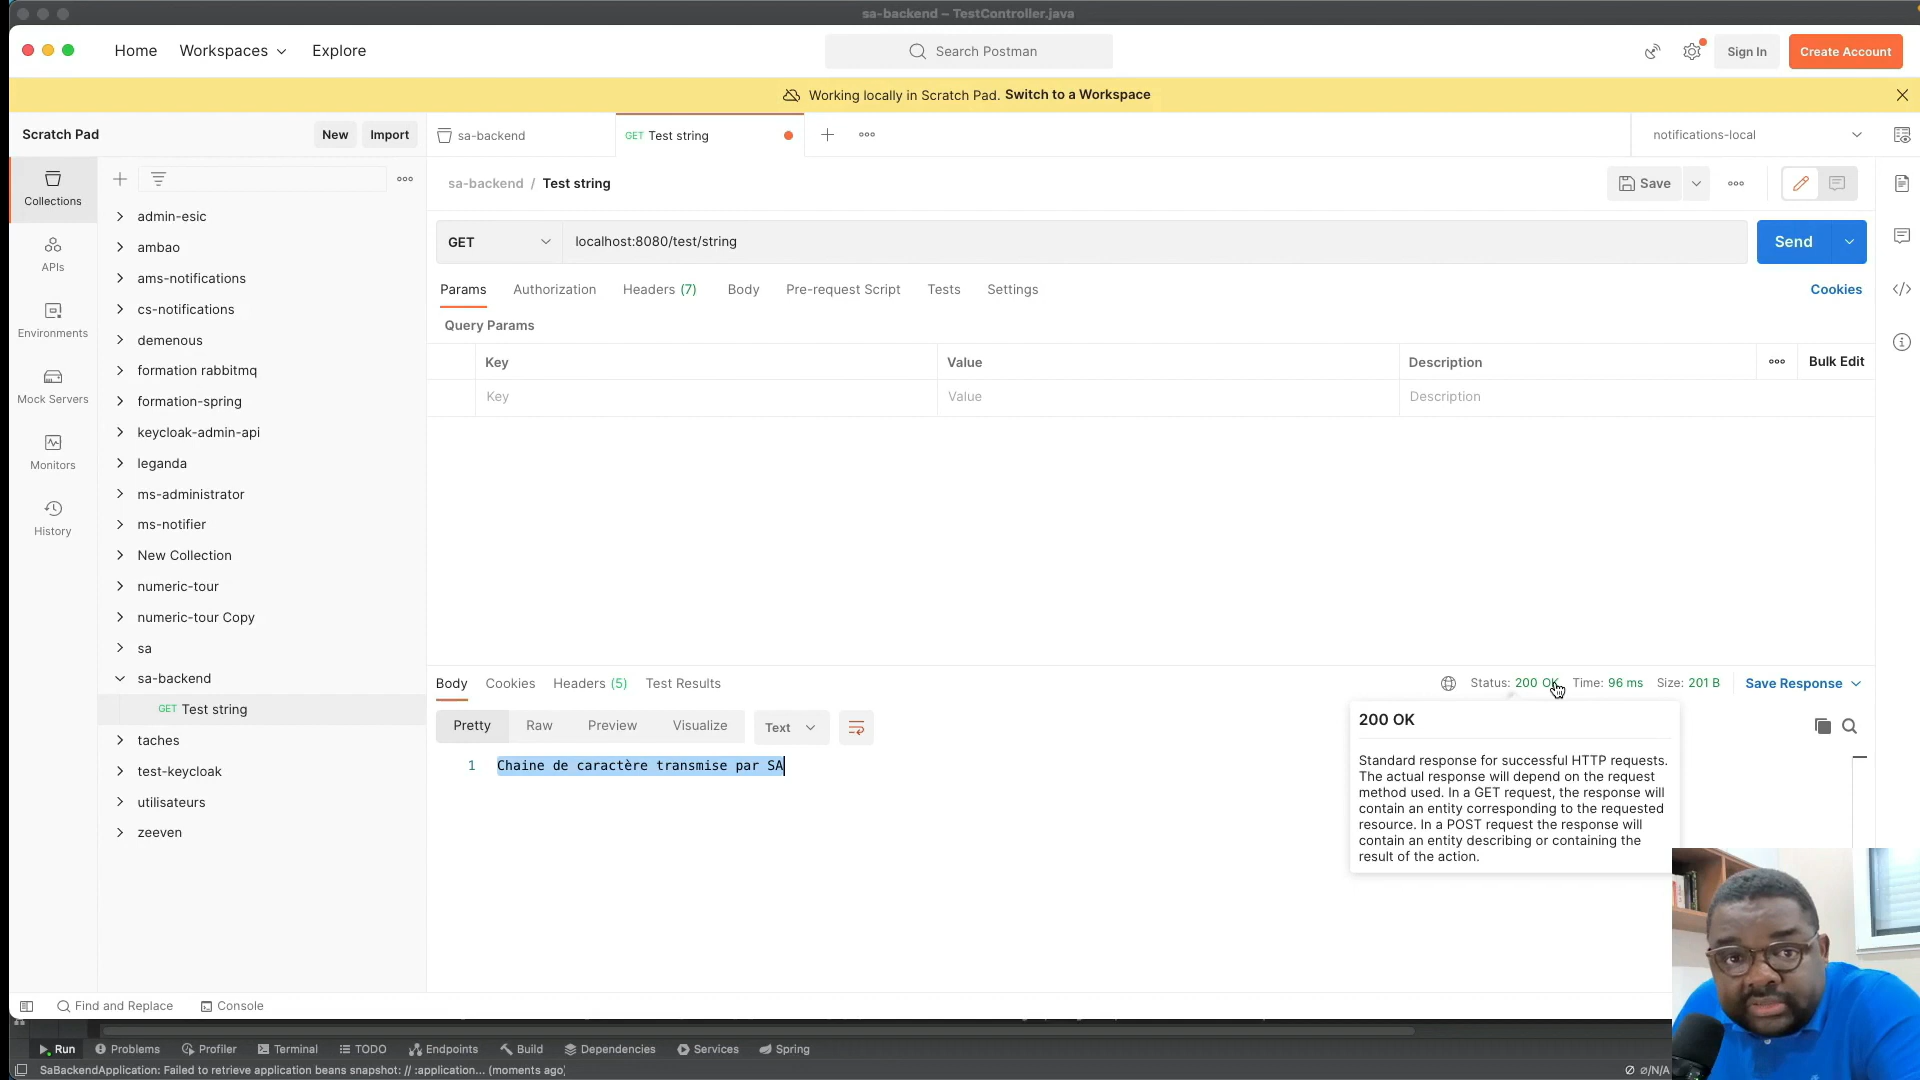 sa-backend – TestController.java
Home Workspaces Explore Search Postman Sign In Create Account
Working locally in Scratch Pad. Switch to a Workspace
Scratch Pad New Import sa-backend GET Test string notifications-local
Collections
APIs
Environments
Mock Servers
Monitors
History
admin-esic
ambao
ams-notifications
cs-notifications
demenous
formation rabbitmq
formation-spring
keycloak-admin-api
leganda
ms-administrator
ms-notifier
New Collection
numeric-tour
numeric-tour Copy
sa
sa-backend
GET Test string
taches
test-keycloak
utilisateurs
zeeven
sa-backend / Test string Save
GET localhost:8080/test/string Send
Params Authorization Headers (7) Body Pre-request Script Tests Settings Cookies
Query Params
Key Value Description Bulk Edit
Key Value Description
Body Cookies Headers (5) Test Results Status: 200 OK Time: 96 ms Size: 201 B Save Response
Pretty Raw Preview Visualize Text
1 Chaine de caractère transmise par SA
200 OK
Standard response for successful HTTP requests.
The actual response will depend on the request
method used. In a GET request, the response will
contain an entity corresponding to the requested
resource. In a POST request the response will
contain an entity describing or containing the
result of the action.
Find and Replace Console
Run Problems Profiler Terminal TODO Endpoints Build Dependencies Services Spring
SaBackendApplication: Failed to retrieve application beans snapshot: // :application... (moments ago) ø/N/A